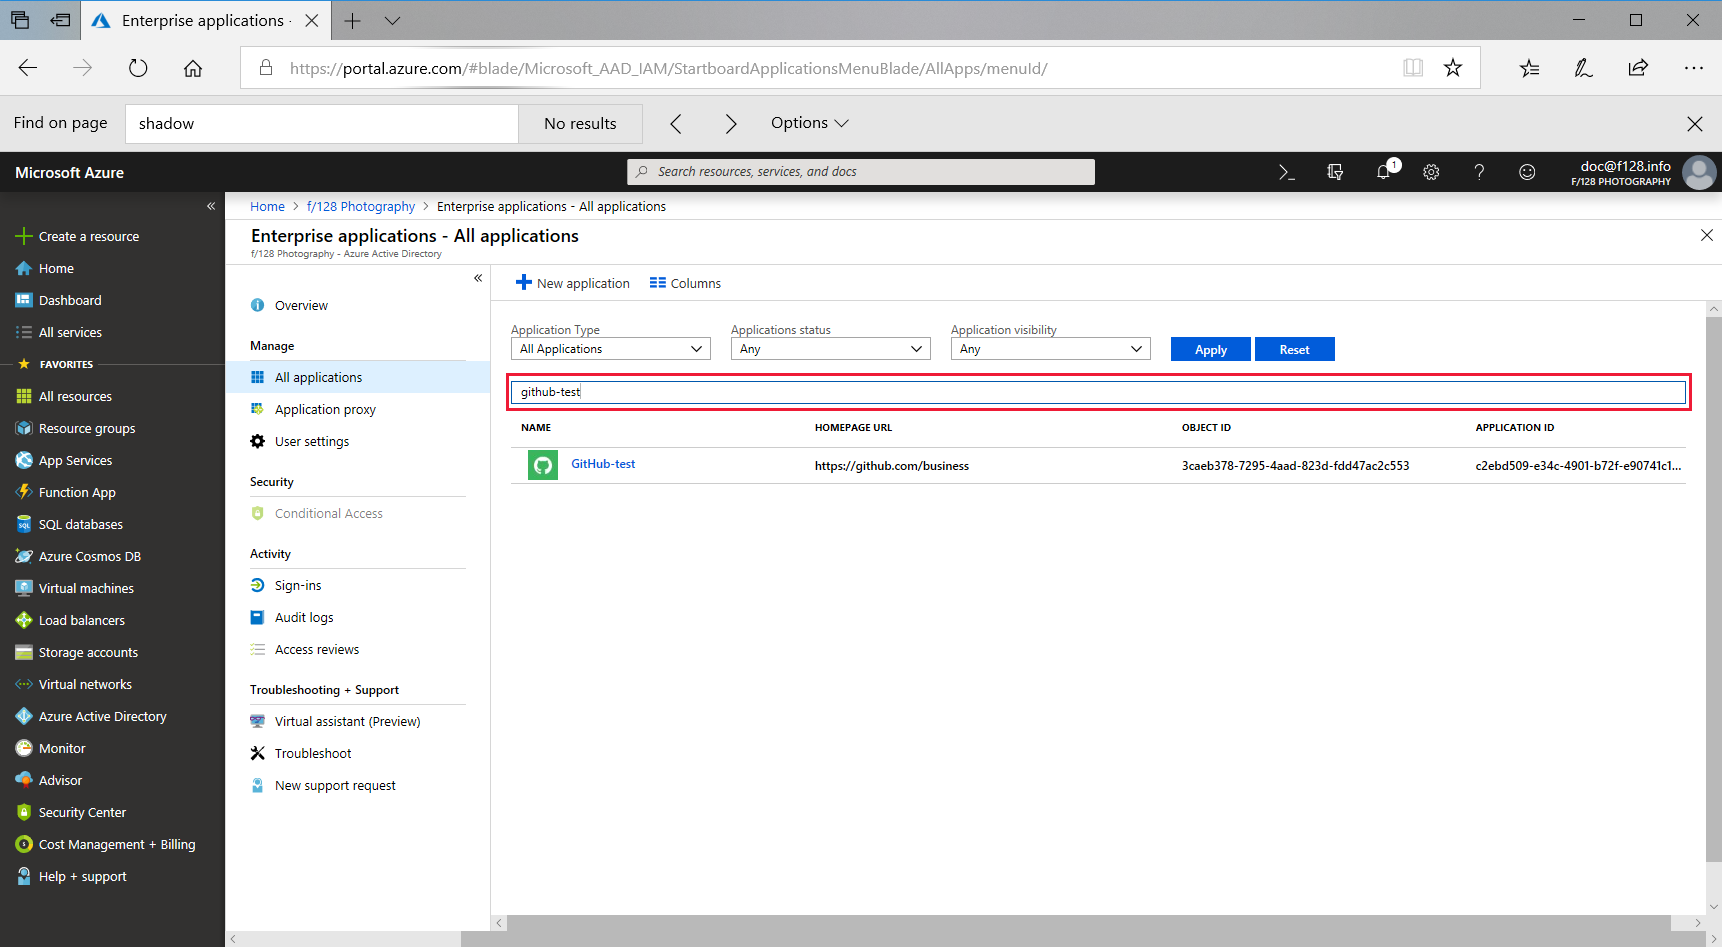 Enterprise applications -
https://portal.azure.com/#blade/Microsoft_AAD_IAM/StartboardApplicationsMenuBlade/AllApps/menuId/
Find on page
shadow
No results
Options
Microsoft Azure
Search resources, services, and docs
1
doc@f128.info
F/128 PHOTOGRAPHY
Create a resource
Home
Dashboard
All services
FAVORITES
All resources
Resource groups
App Services
Function App
SQL databases
Azure Cosmos DB
Virtual machines
Load balancers
Storage accounts
Virtual networks
Azure Active Directory
Monitor
Advisor
Security Center
Cost Management + Billing
Help + support
Home > f/128 Photography > Enterprise applications - All applications
Enterprise applications - All applications
f/128 Photography - Azure Active Directory
Overview
Manage
All applications
Application proxy
User settings
Security
Conditional Access
Activity
Sign-ins
Audit logs
Access reviews
Troubleshooting + Support
Virtual assistant (Preview)
Troubleshoot
New support request
New application
Columns
Application Type
Applications status
Application visibility
All Applications
Any
Any
Apply
Reset
github-test
NAME HOMEPAGE URL OBJECT ID APPLICATION ID
GitHub-test https://github.com/business 3caeb378-7295-4aad-823d-fdd47ac2c553 c2ebd509-e34c-4901-b72f-e90741c1...